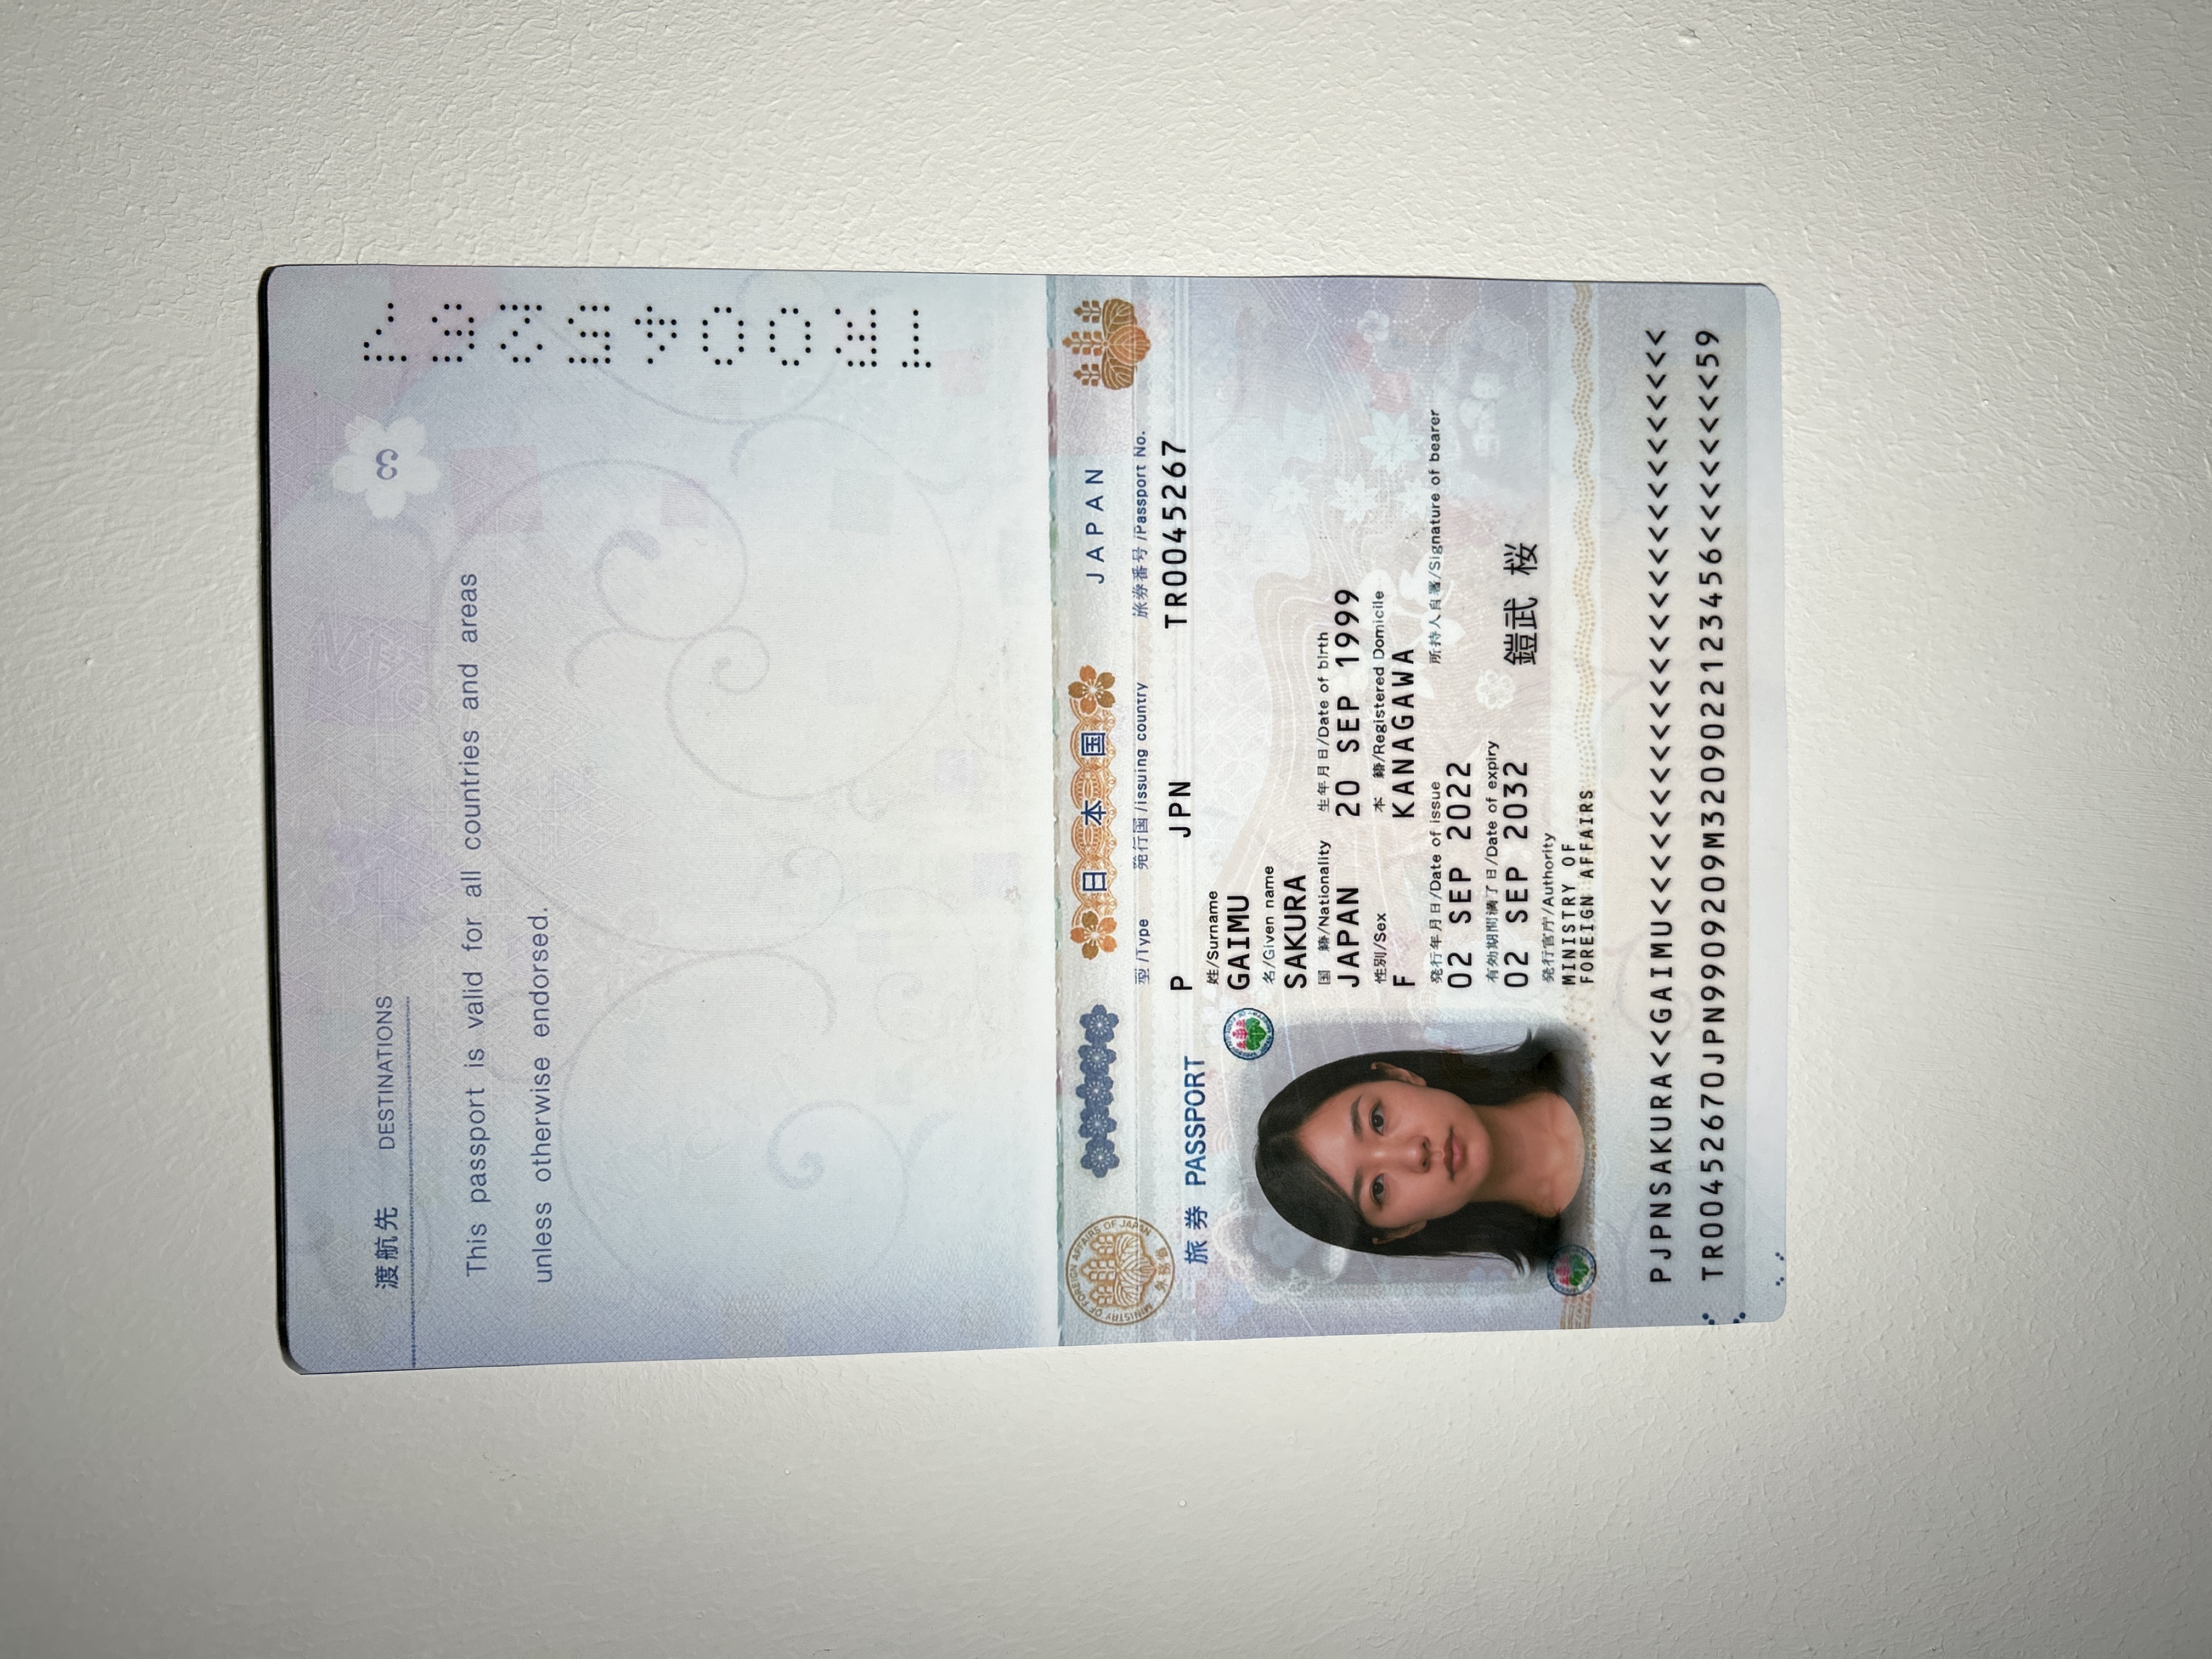 渡航先 DESTINATIONS
3
This passport is valid for all countries and areas
unless otherwise endorsed.
TR0045267
MINISTRY OF FOREIGN AFFAIRS OF JAPAN
外務省
日本国 JAPAN
型/Type 発行国/issuing country 旅券番号/Passport No.
旅券 PASSPORT
P JPN TR0045267
姓/Surname
GAIMU
名/Given name
SAKURA
国 籍/Nationality 生年月日/Date of birth
JAPAN 20 SEP 1999
性別/Sex 本 籍/Registered Domicile
F KANAGAWA
発行年月日/Date of issue 所持人自署/Signature of bearer
02 SEP 2022
有効期間満了日/Date of expiry
02 SEP 2032 鎧武 桜
発行官庁/Authority
MINISTRY OF
FOREIGN AFFAIRS
PJPNSAKURA<<GAIMU<<<<<<<<<<<<<<<<<<<<<<<<<<<
TR00452670JPN9909209M3209022123456<<<<<<<<59